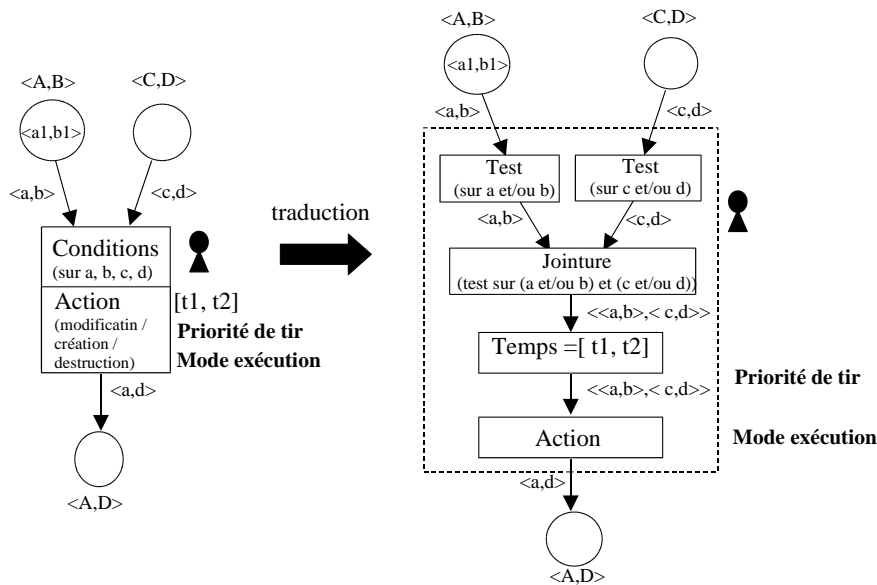 <A,B>
<C,D>
<a1,b1>
<a,b>
<c,d>
Conditions
(sur a, b, c, d)
Action
(modificatin /
création /
destruction)
[t1, t2]
Priorité de tir
Mode exécution
<a,d>
<A,D>
traduction
<A,B>
<C,D>
<a1,b1>
<a,b>
<c,d>
Test
(sur a et/ou b)
Test
(sur c et/ou d)
<a,b>
<c,d>
Jointure
(test sur (a et/ou b) et (c et/ou d))
<<a,b>,< c,d>>
Temps =[ t1, t2]
<<a,b>,< c,d>>
Priorité de tir
Action
Mode exécution
<a,d>
<A,D>